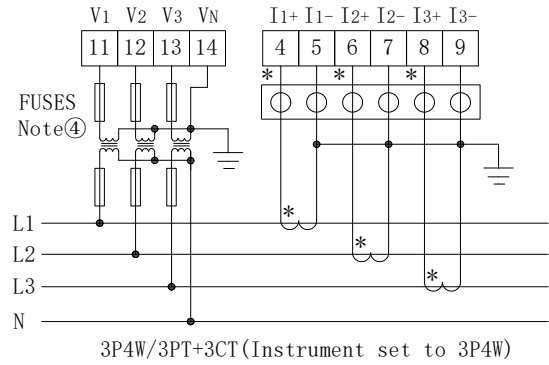 V1 V2 V3 VN I1+ I1- I2+ I2- I3+ I3-
11 12 13 14 4 5 6 7 8 9
* * *
FUSES
Note④
*
L1
*
L2
*
L3
N
3P4W/3PT+3CT(Instrument set to 3P4W)